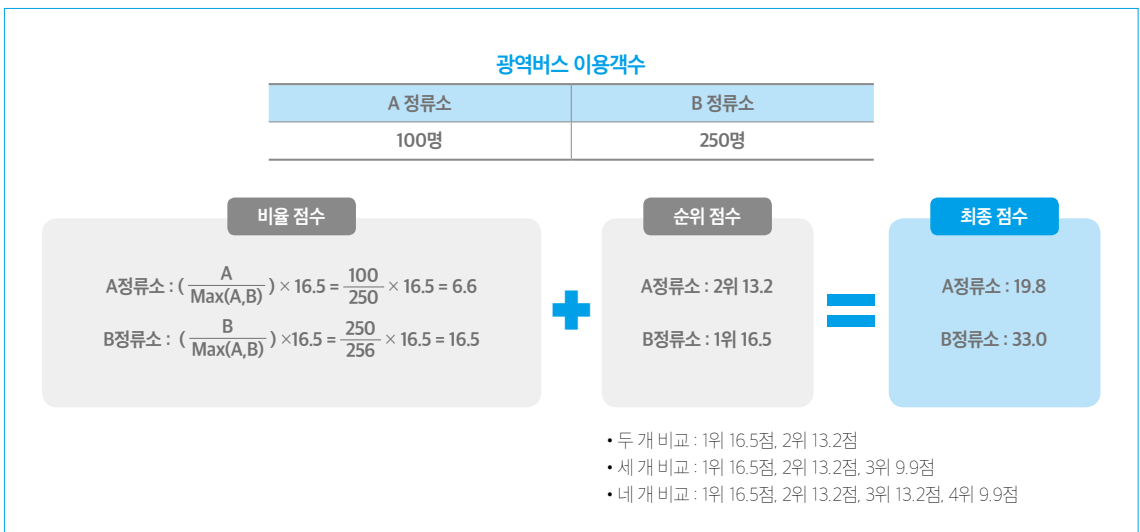 광역버스 이용객수
A 정류소 B 정류소
100명 250명
비율 점수
A정류소 : ( A / Max(A,B) ) × 16.5 = 100 / 250 × 16.5 = 6.6
B정류소 : ( B / Max(A,B) ) ×16.5 = 250 / 256 × 16.5 = 16.5
+
순위 점수
A정류소 : 2위 13.2
B정류소 : 1위 16.5
=
최종 점수
A정류소 : 19.8
B정류소 : 33.0
• 두 개 비교 : 1위 16.5점, 2위 13.2점
• 세 개 비교 : 1위 16.5점, 2위 13.2점, 3위 9.9점
• 네 개 비교 : 1위 16.5점, 2위 13.2점, 3위 13.2점, 4위 9.9점